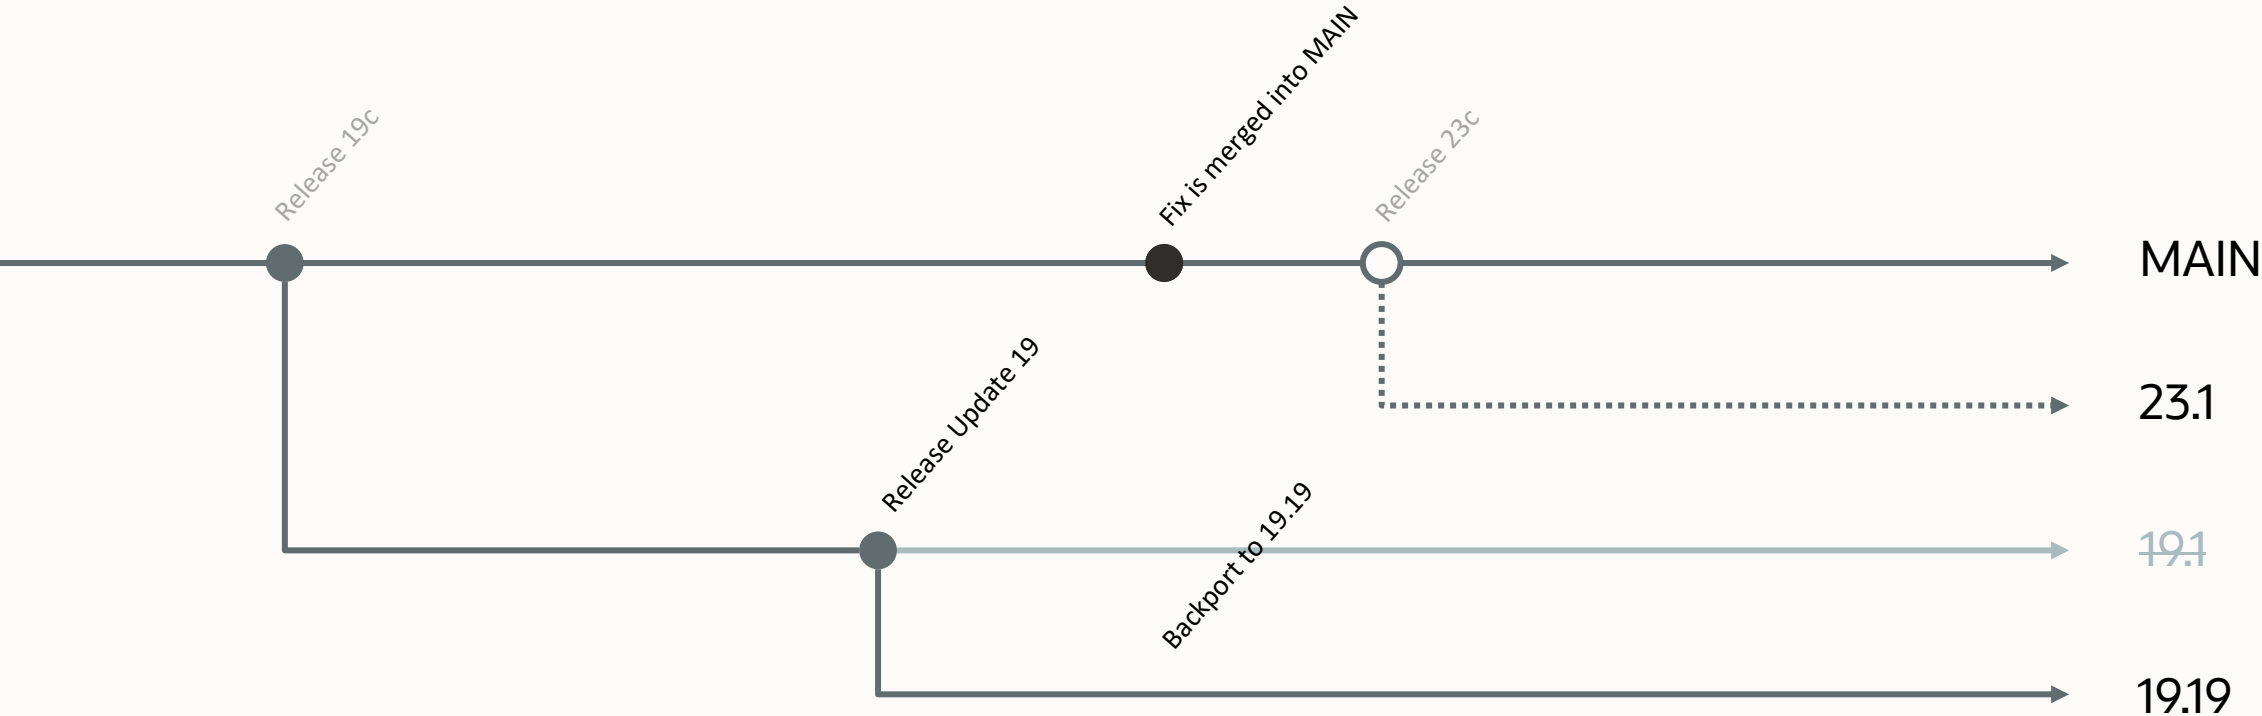 Release 19c
Fix is merged into MAIN
Release 23c
MAIN
Release Update 19
23.1
Backport to 19.19
19.1
19.19